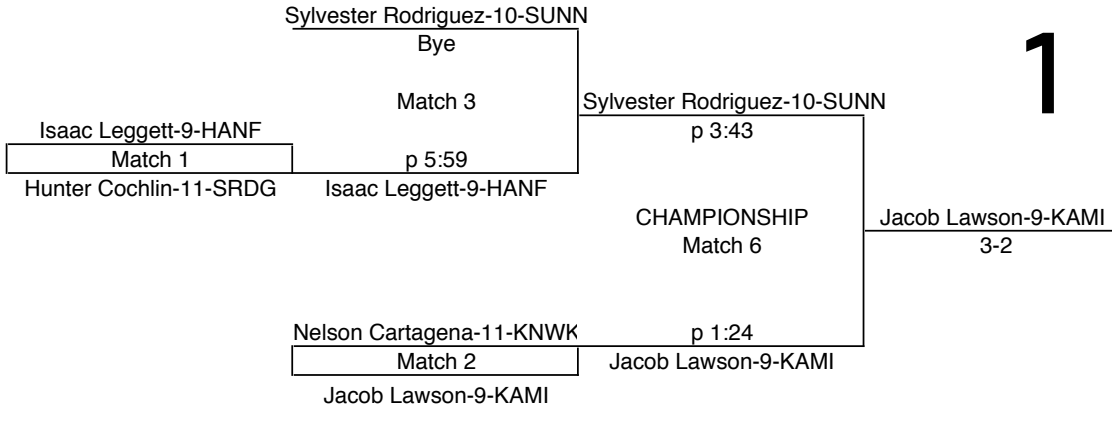 Sylvester Rodriguez-10-SUNN
Bye
1
Match 3
Sylvester Rodriguez-10-SUNN
Isaac Leggett-9-HANF
p 3:43
Match 1
p 5:59
Hunter Cochlin-11-SRDG
Isaac Leggett-9-HANF
CHAMPIONSHIP
Jacob Lawson-9-KAMI
Match 6
3-2
Nelson Cartagena-11-KNWK
p 1:24
Match 2
Jacob Lawson-9-KAMI
Jacob Lawson-9-KAMI